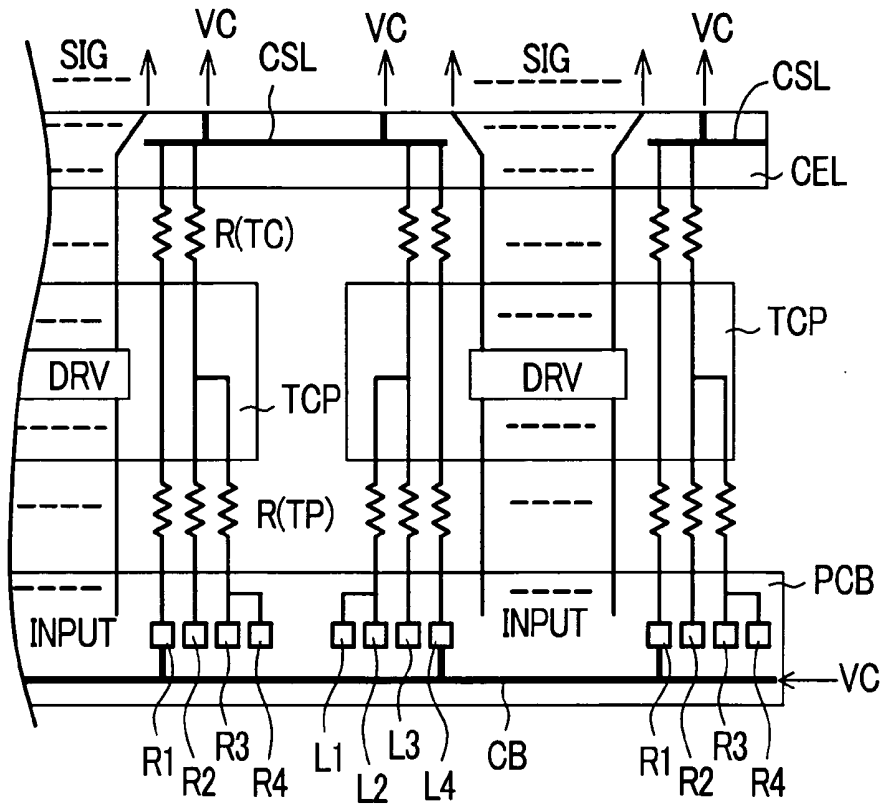 SIG VC CSL VC SIG VC CSL
CEL
R(TC)
TCP
DRV TCP DRV
R(TP)
PCB
INPUT INPUT
VC
R1 R2 R3 R4 L1 L2 L3 L4 CB R1 R2 R3 R4